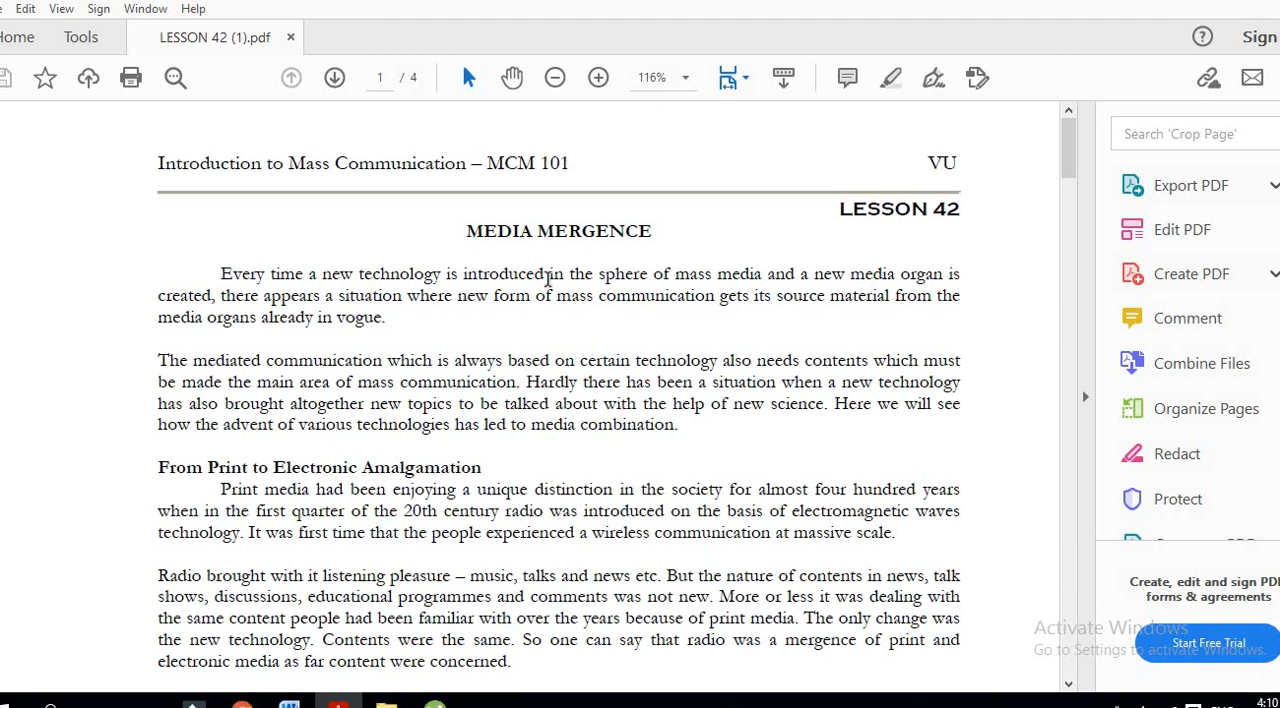 Edit View Sign Window Help
Home Tools LESSON 42 (1).pdf × Sign
1 / 4 116%
Search 'Crop Page'
Introduction to Mass Communication – MCM 101 VU
LESSON 42
MEDIA MERGENCE
Every time a new technology is introduced in the sphere of mass media and a new media organ is
created, there appears a situation where new form of mass communication gets its source material from the
media organs already in vogue.
The mediated communication which is always based on certain technology also needs contents which must
be made the main area of mass communication. Hardly there has been a situation when a new technology
has also brought altogether new topics to be talked about with the help of new science. Here we will see
how the advent of various technologies has led to media combination.
From Print to Electronic Amalgamation
Print media had been enjoying a unique distinction in the society for almost four hundred years
when in the first quarter of the 20th century radio was introduced on the basis of electromagnetic waves
technology. It was first time that the people experienced a wireless communication at massive scale.
Radio brought with it listening pleasure – music, talks and news etc. But the nature of contents in news, talk
shows, discussions, educational programmes and comments was not new. More or less it was dealing with
the same content people had been familiar with over the years because of print media. The only change was
the new technology. Contents were the same. So one can say that radio was a mergence of print and
electronic media as far content were concerned.
Export PDF
Edit PDF
Create PDF
Comment
Combine Files
Organize Pages
Redact
Protect
Create, edit and sign PDF
forms & agreements
Start Free Trial
Activate Windows
Go to Settings to activate Windows.
4:10